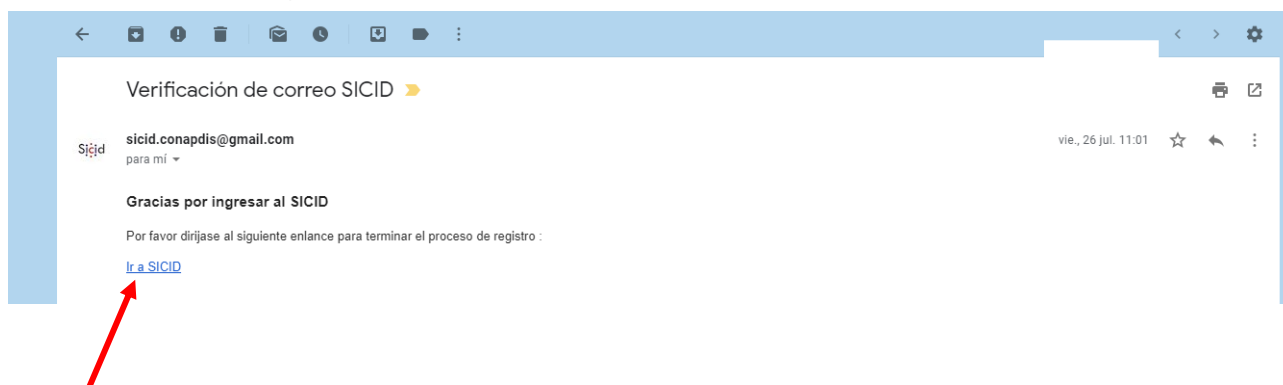 Verificación de correo SICID
Sicid
sicid.conapdis@gmail.com
vie., 26 jul. 11:01
para mí
Gracias por ingresar al SICID
Por favor dirijase al siguiente enlance para terminar el proceso de registro :
Ir a SICID